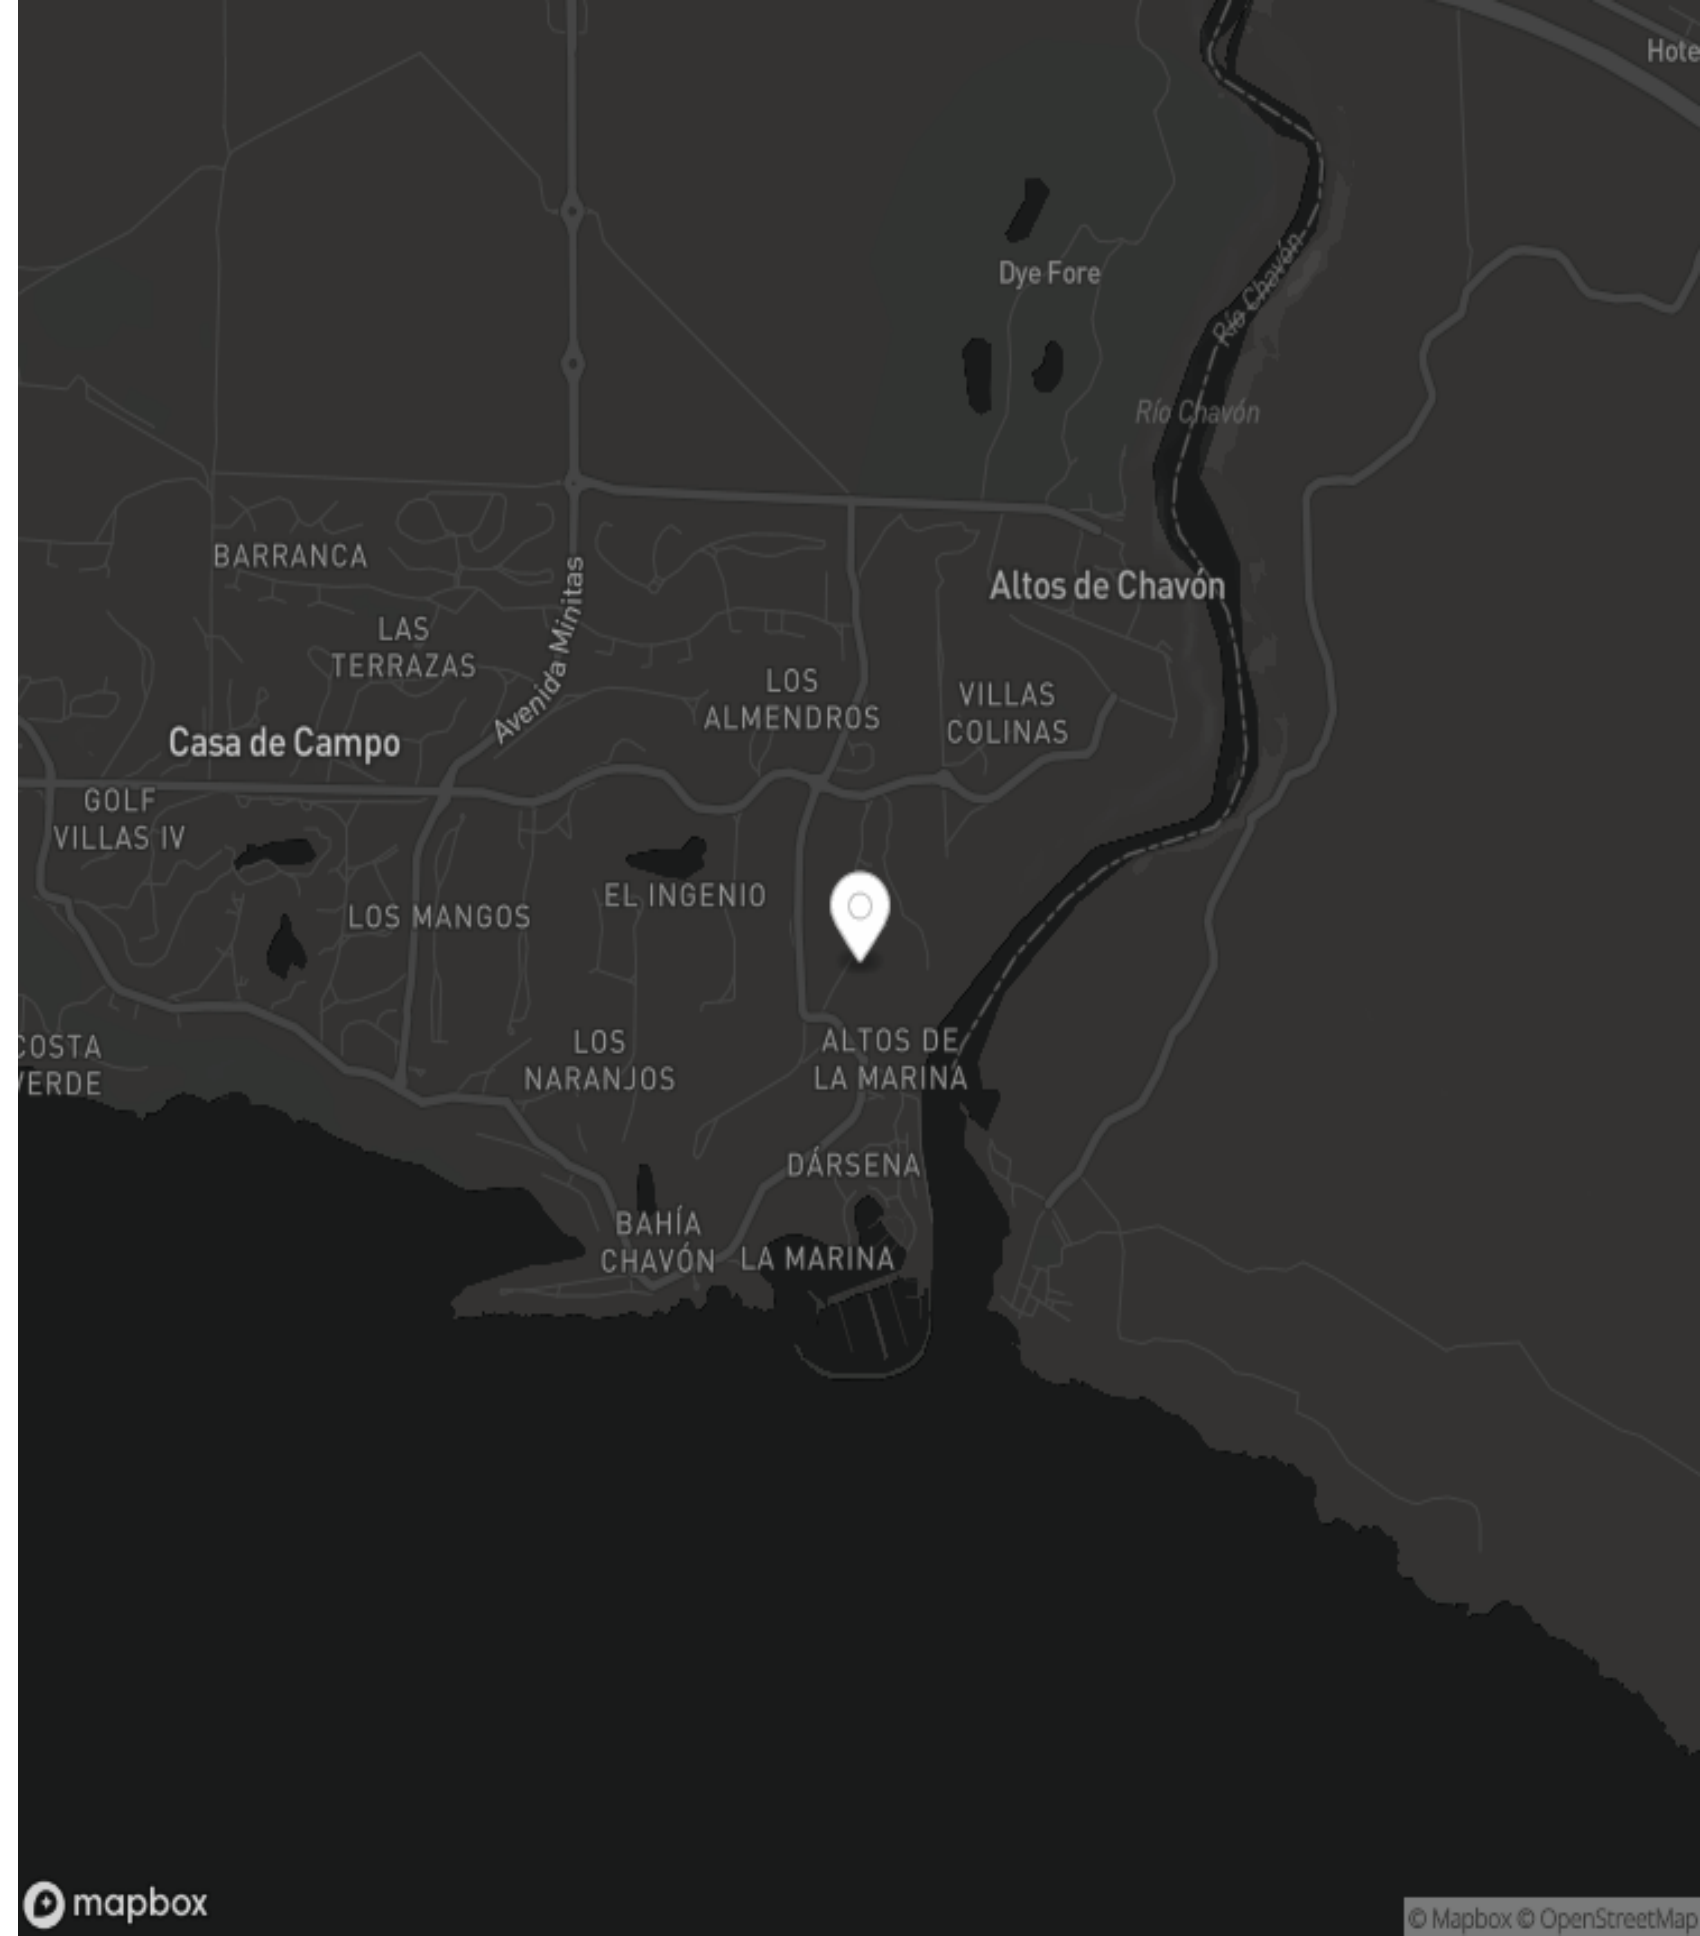 Hote
Dye Fore
Río Chavón
Río Chavón
BARRANCA
Altos de Chavón
Avenida Minitas
LAS
TERRAZAS
LOS
ALMENDROS
VILLAS
COLINAS
Casa de Campo
GOLF
VILLAS IV
EL INGENIO
LOS MANGOS
COSTA
VERDE
LOS
NARANJOS
ALTOS DE
LA MARINA
DÁRSENA
BAHÍA
CHAVÓN
LA MARINA
mapbox
© Mapbox © OpenStreetMap